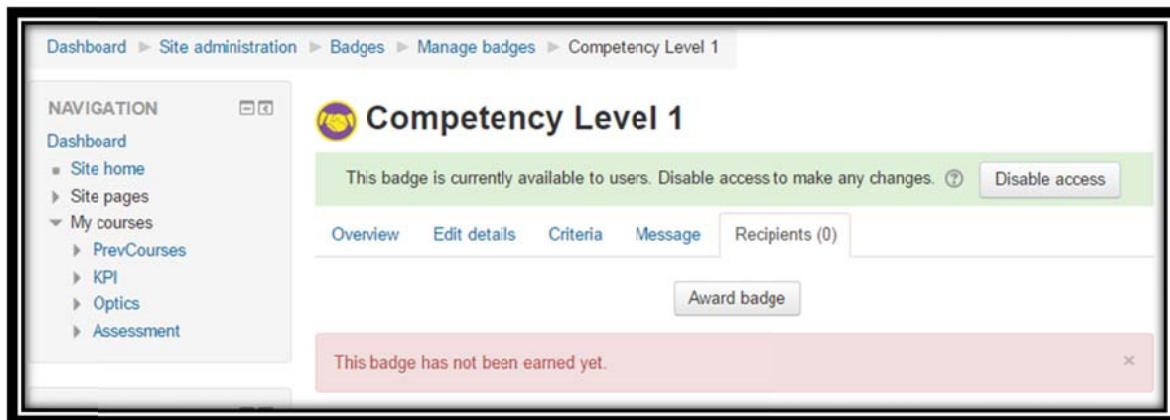 Dashboard ▶ Site administration ▶ Badges ▶ Manage badges ▶ Competency Level 1
NAVIGATION
Dashboard
Site home
Site pages
My courses
PrevCourses
KPI
Optics
Assessment
Competency Level 1
This badge is currently available to users. Disable access to make any changes. ? Disable access
Overview Edit details Criteria Message Recipients (0)
Award badge
This badge has not been earned yet. ×